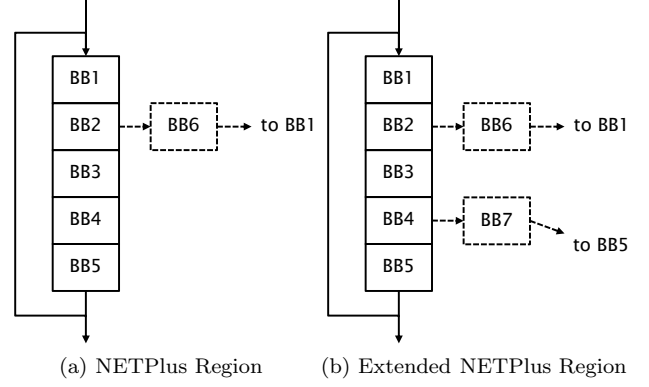 BB1
BB2
BB6
to BB1
BB3
BB4
BB5
(a) NETPlus Region
BB1
BB2
BB6
to BB1
BB3
BB4
BB7
to BB5
BB5
(b) Extended NETPlus Region